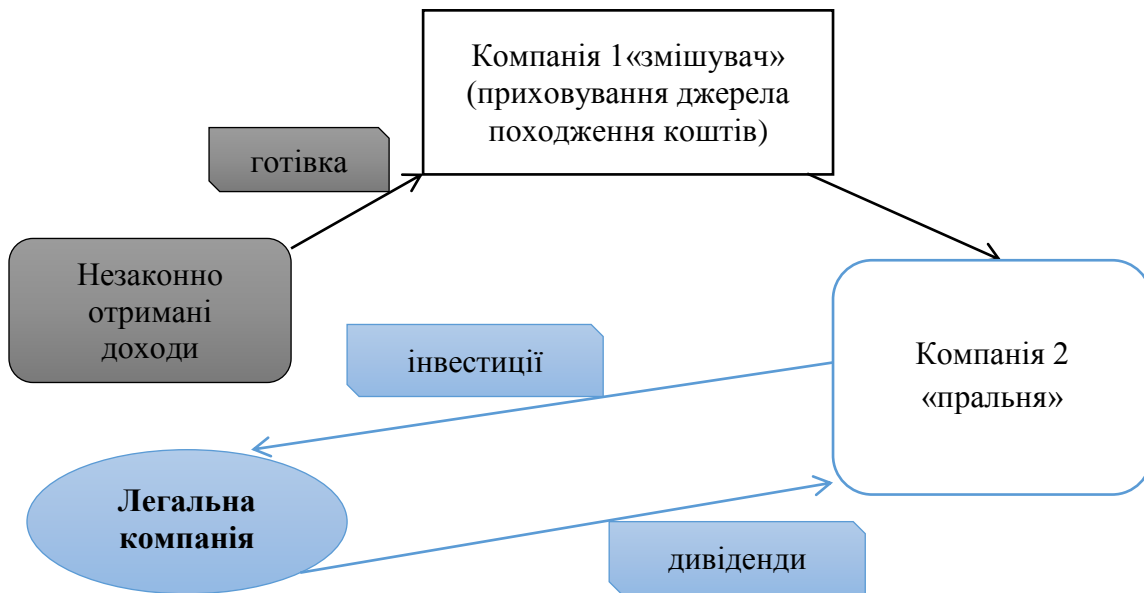 Компанія 1«змішувач»
(приховування джерела
походження коштів)
готівка
Незаконно
отримані
доходи
інвестиції
Компанія 2
«пральня»
Легальна
компанія
дивіденди